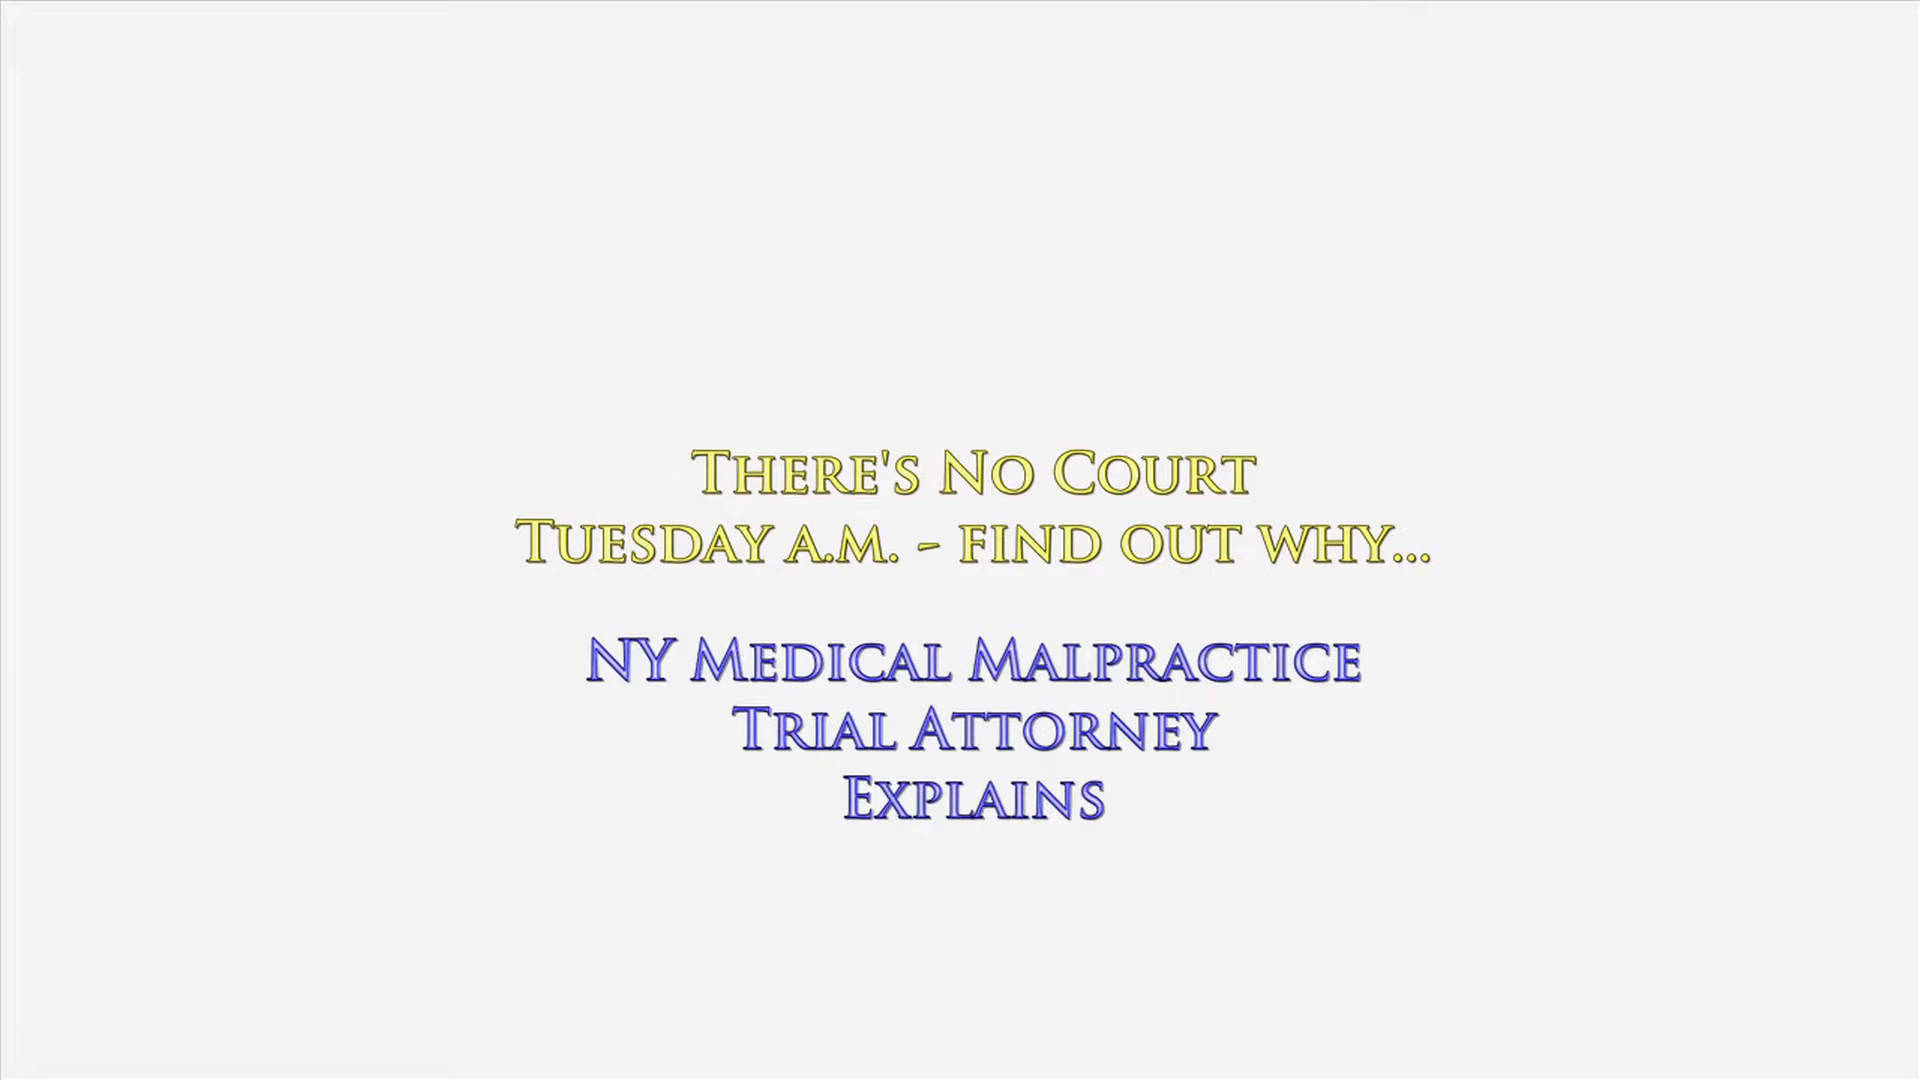 There's No Court
Tuesday a.m. - find out why...
NY Medical Malpractice
Trial Attorney
Explains